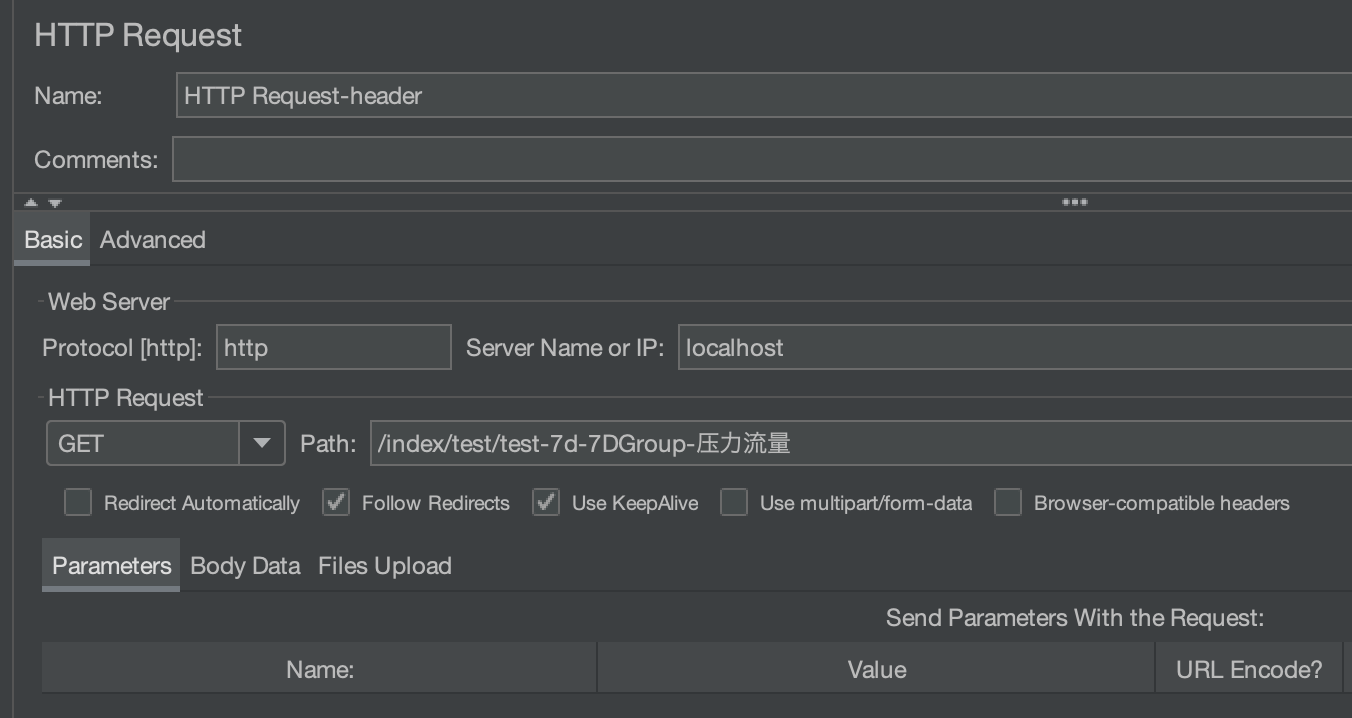 HTTP Request
Name: HTTP Request-header
Comments:
Basic Advanced
Web Server
Protocol [http]: http Server Name or IP: localhost
HTTP Request
GET Path: /index/test/test-7d-7DGroup-压力流量
Redirect Automatically Follow Redirects Use KeepAlive Use multipart/form-data Browser-compatible headers
Parameters Body Data Files Upload
Send Parameters With the Request:
Name: Value URL Encode?